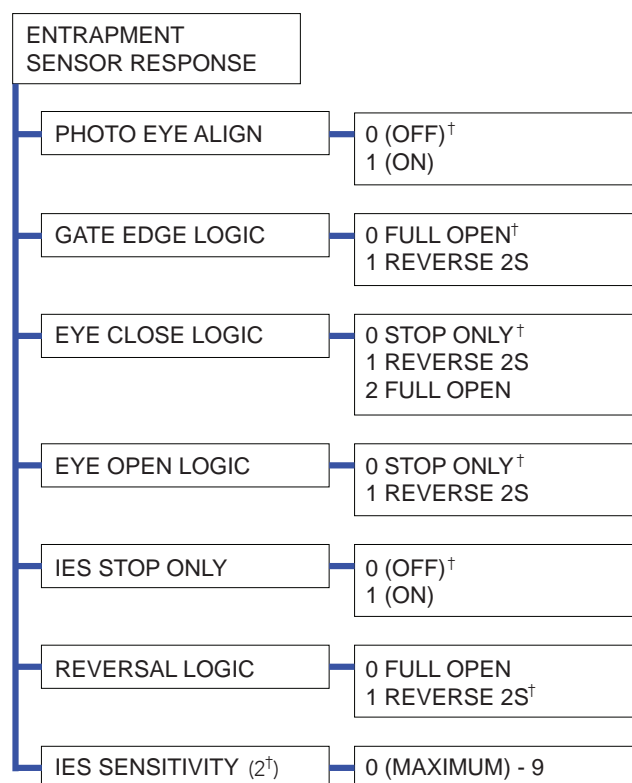 ENTRAPMENT
SENSOR RESPONSE
PHOTO EYE ALIGN
0 (OFF)†
1 (ON)
GATE EDGE LOGIC
0 FULL OPEN†
1 REVERSE 2S
EYE CLOSE LOGIC
0 STOP ONLY†
1 REVERSE 2S
2 FULL OPEN
EYE OPEN LOGIC
0 STOP ONLY†
1 REVERSE 2S
IES STOP ONLY
0 (OFF)†
1 (ON)
REVERSAL LOGIC
0 FULL OPEN
1 REVERSE 2S†
IES SENSITIVITY (2†)
0 (MAXIMUM) - 9